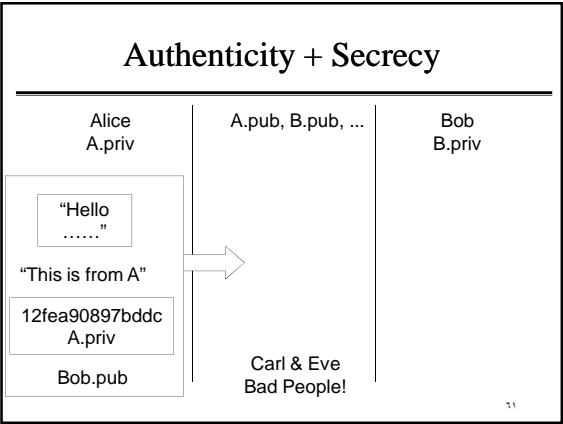 Authenticity + Secrecy
Alice
A.priv
A.pub, B.pub, ...
Bob
B.priv
“Hello
……”
“This is from A”
12fea90897bddc
A.priv
Bob.pub
Carl & Eve
Bad People!
٦١